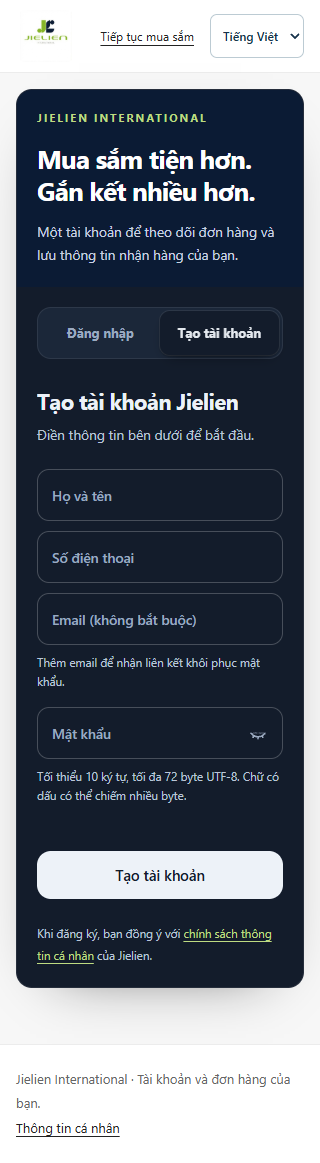 JIELIEN
Tiếp tục mua sắm
Tiếng Việt
JIELIEN INTERNATIONAL
Mua sắm tiện hơn.
Gắn kết nhiều hơn.
Một tài khoản để theo dõi đơn hàng và
lưu thông tin nhận hàng của bạn.
Đăng nhập
Tạo tài khoản
Tạo tài khoản Jielien
Điền thông tin bên dưới để bắt đầu.
Họ và tên
Số điện thoại
Email (không bắt buộc)
Thêm email để nhận liên kết khôi phục mật
khẩu.
Mật khẩu
Tối thiểu 10 ký tự, tối đa 72 byte UTF-8. Chữ có
dấu có thể chiếm nhiều byte.
Tạo tài khoản
Khi đăng ký, bạn đồng ý với chính sách thông
tin cá nhân của Jielien.
Jielien International · Tài khoản và đơn hàng của
bạn.
Thông tin cá nhân